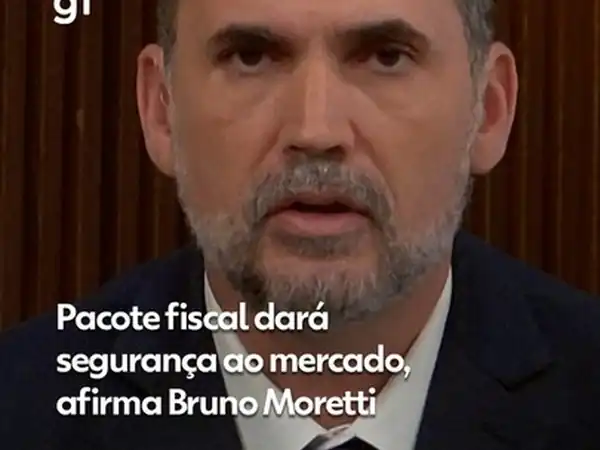 g1
Pacote fiscal dará
segurança ao mercado,
afirma Bruno Moretti